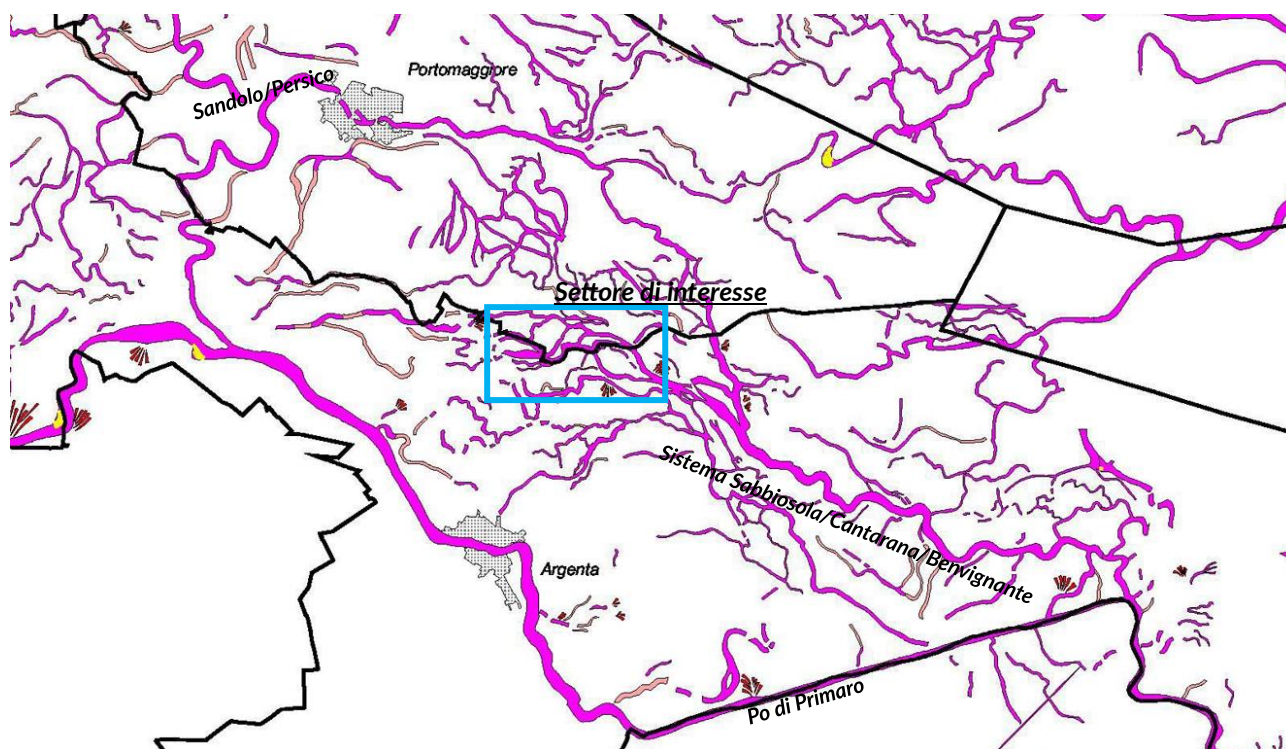 Portomaggiore
Sandolo/Persico
Settore di interesse
Sistema Sabbiosola/Cantarana/Benvignante
Argenta
Po di Primaro